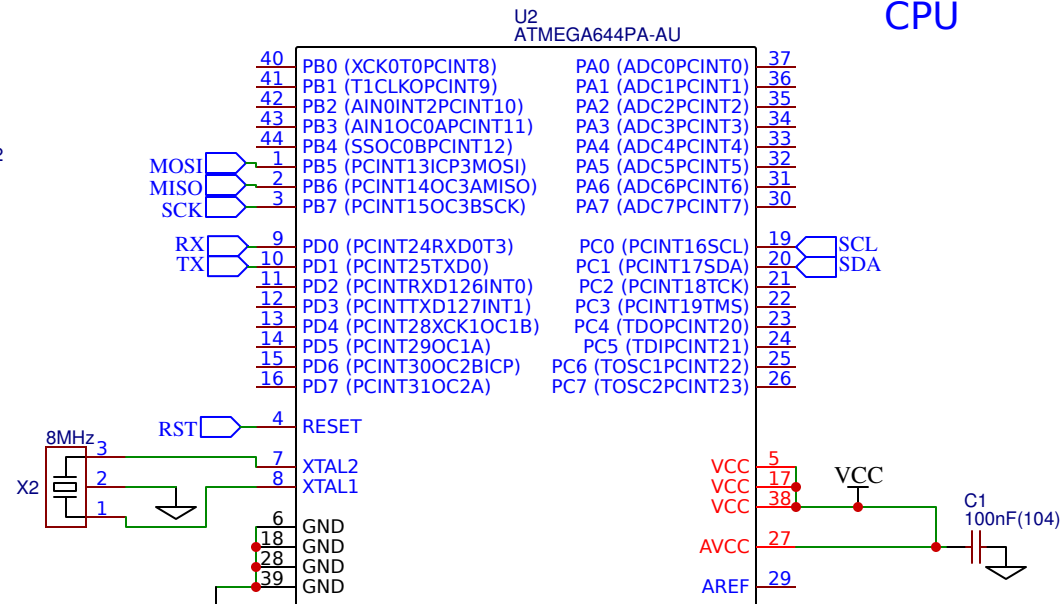 CPU
U2
ATMEGA644PA-AU
40 PB0 (XCK0T0PCINT8) PA0 (ADC0PCINT0) 37
41 PB1 (T1CLKOPCINT9) PA1 (ADC1PCINT1) 36
42 PB2 (AIN0INT2PCINT10) PA2 (ADC2PCINT2) 35
43 PB3 (AIN1OC0APCINT11) PA3 (ADC3PCINT3) 34
44 PB4 (SSOC0BPCINT12) PA4 (ADC4PCINT4) 33
MOSI 1 PB5 (PCINT13ICP3MOSI) PA5 (ADC5PCINT5) 32
MISO 2 PB6 (PCINT14OC3AMISO) PA6 (ADC6PCINT6) 31
SCK 3 PB7 (PCINT15OC3BSCK) PA7 (ADC7PCINT7) 30
RX 9 PD0 (PCINT24RXD0T3) PC0 (PCINT16SCL) 19 SCL
TX 10 PD1 (PCINT25TXD0) PC1 (PCINT17SDA) 20 SDA
11 PD2 (PCINTRXD126INT0) PC2 (PCINT18TCK) 21
12 PD3 (PCINTTXD127INT1) PC3 (PCINT19TMS) 22
13 PD4 (PCINT28XCK1OC1B) PC4 (TDOPCINT20) 23
14 PD5 (PCINT29OC1A) PC5 (TDIPCINT21) 24
15 PD6 (PCINT30OC2BICP) PC6 (TOSC1PCINT22) 25
16 PD7 (PCINT31OC2A) PC7 (TOSC2PCINT23) 26
RST 4 RESET
8MHz
3 7 XTAL2 VCC 5
X2 2 8 XTAL1 VCC 17 VCC
1 VCC 38
C1
100nF(104)
6 GND
18 GND AVCC 27
28 GND
39 GND AREF 29